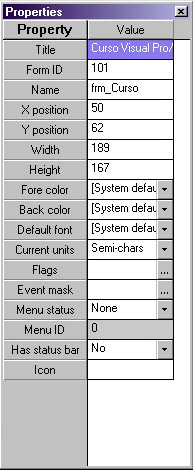 Properties
Property Value
Title Curso Visual Pro/
Form ID 101
Name frm_Curso
X position 50
Y position 62
Width 189
Height 167
Fore color [System defau
Back color [System defau
Default font [System defau
Current units Semi-chars
Flags ...
Event mask ...
Menu status None
Menu ID 0
Has status bar No
Icon